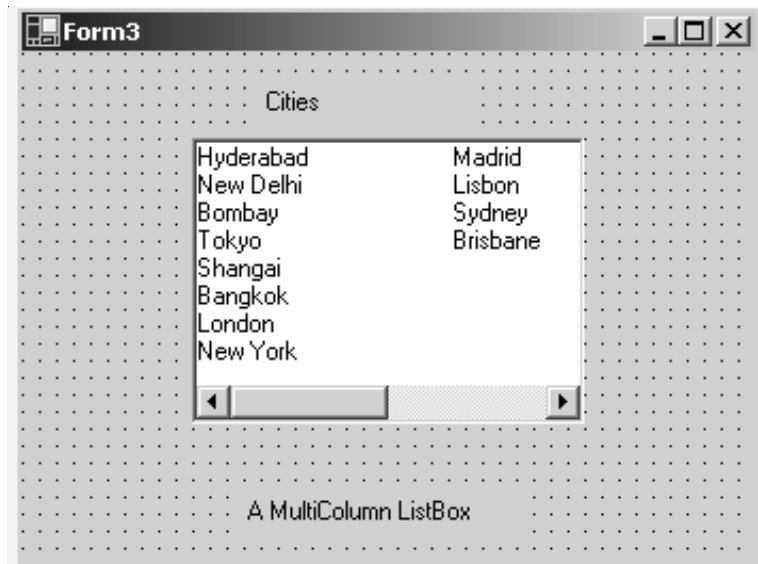 Form3
Cities
Hyderabad
New Delhi
Bombay
Tokyo
Shangai
Bangkok
London
New York
Madrid
Lisbon
Sydney
Brisbane
A MultiColumn ListBox